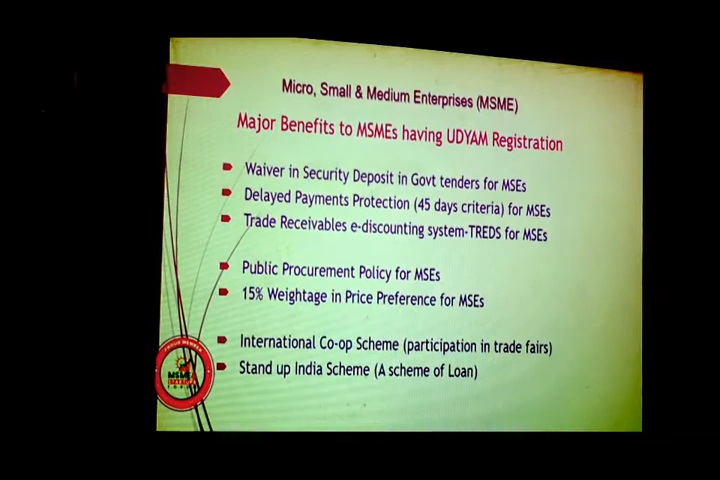 Micro, Small & Medium Enterprises (MSME)
Major Benefits to MSMEs having UDYAM Registration
Waiver in Security Deposit in Govt tenders for MSEs
Delayed Payments Protection (45 days criteria) for MSEs
Trade Receivables e-discounting system-TREDS for MSEs
Public Procurement Policy for MSEs
15% Weightage in Price Preference for MSEs
International Co-op Scheme (participation in trade fairs)
Stand up India Scheme (A scheme of Loan)
PROUD MEMBER
MSME